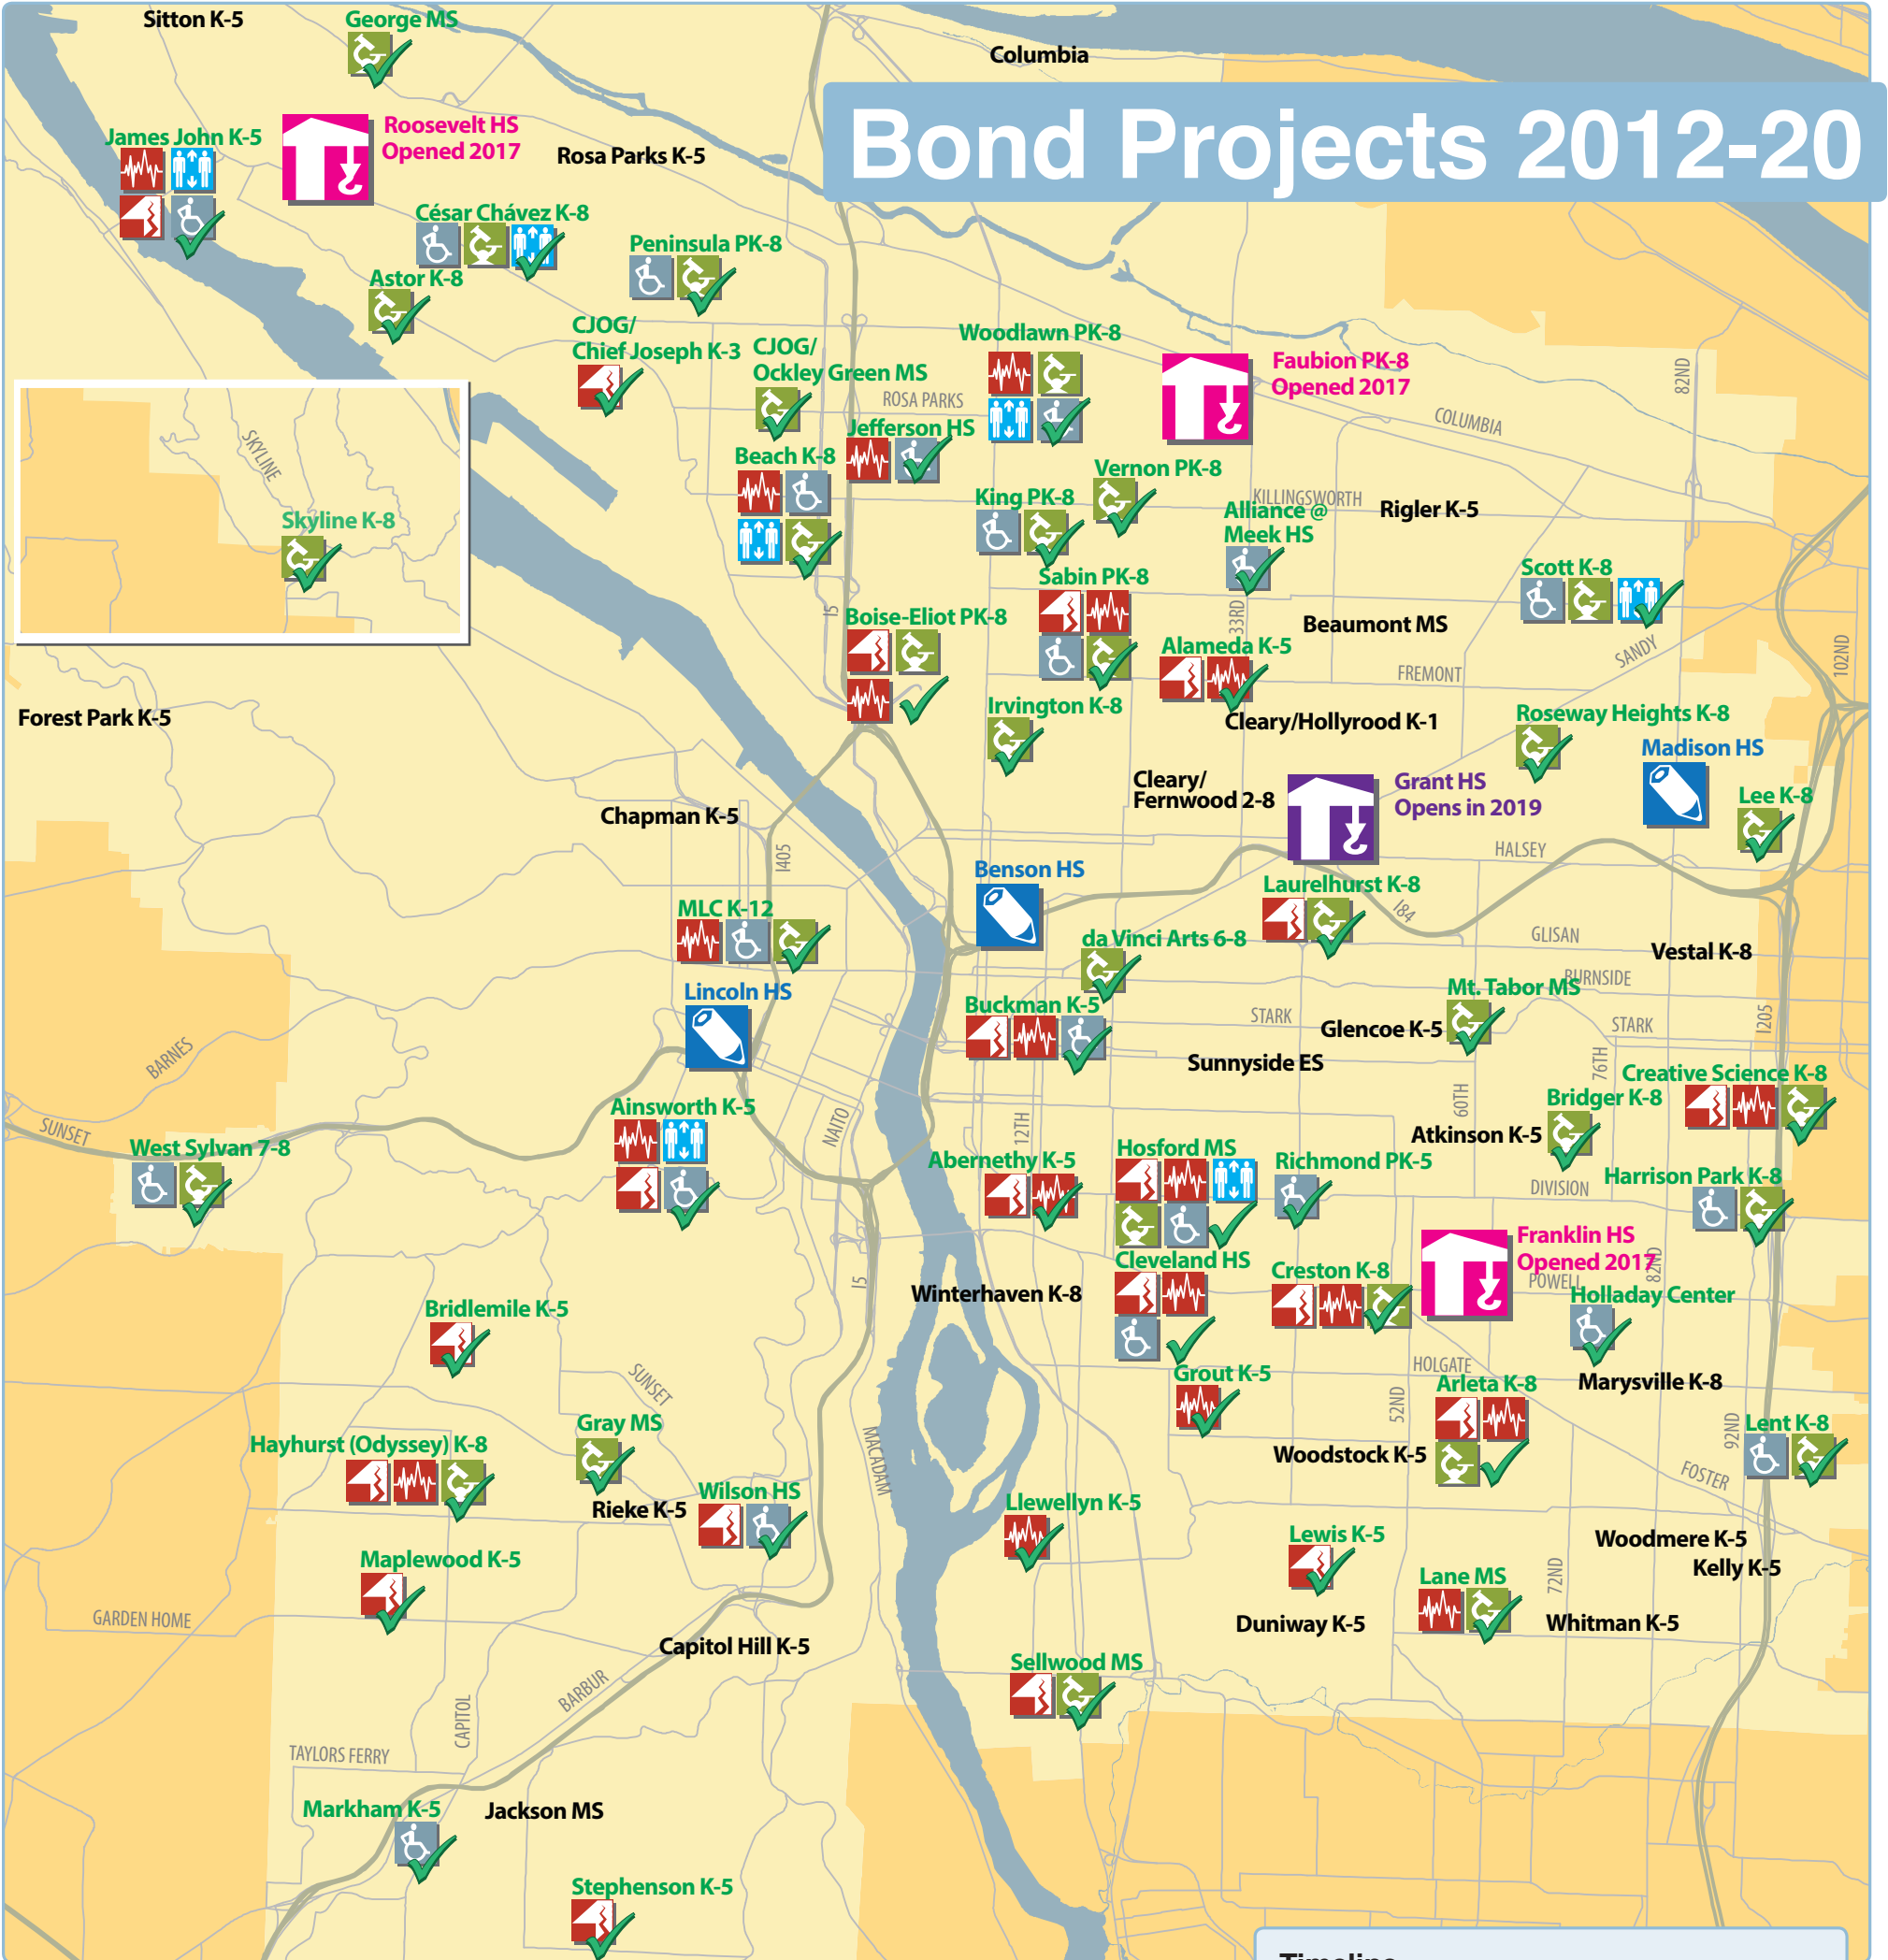 Sitton K-5
George MS
Columbia
Bond Projects 2012-20
James John K-5
Roosevelt HS
Opened 2017
Rosa Parks K-5
César Chávez K-8
Peninsula PK-8
Astor K-8
CJOG/
Chief Joseph K-3
CJOG/
Ockley Green MS
Woodlawn PK-8
Faubion PK-8
Opened 2017
82ND
ROSA PARKS
COLUMBIA
Jefferson HS
Beach K-8
Vernon PK-8
King PK-8
KILLINGSWORTH
Alliance @
Meek HS
Rigler K-5
SKYLINE
Skyline K-8
Sabin PK-8
Scott K-8
I5
33RD
Boise-Eliot PK-8
Beaumont MS
Alameda K-5
SANDY
102ND
FREMONT
Forest Park K-5
Irvington K-8
Cleary/Hollyrood K-1
Roseway Heights K-8
Madison HS
Cleary/
Fernwood 2-8
Grant HS
Opens in 2019
Lee K-8
Chapman K-5
I405
HALSEY
Benson HS
Laurelhurst K-8
I84
MLC K-12
da Vinci Arts 6-8
GLISAN
Vestal K-8
BURNSIDE
Mt. Tabor MS
Lincoln HS
Buckman K-5
STARK
Glencoe K-5
STARK
I205
BARNES
Sunnyside ES
76TH
Creative Science K-8
60TH
Bridger K-8
Ainsworth K-5
NAITO
12TH
SUNSET
West Sylvan 7-8
Atkinson K-5
Abernethy K-5
Hosford MS
Richmond PK-5
Harrison Park K-8
DIVISION
Franklin HS
Opened 2017
82ND
POWELL
Cleveland HS
Creston K-8
Winterhaven K-8
I5
Holladay Center
Bridlemile K-5
SUNSET
HOLGATE
Grout K-5
Arleta K-8
Marysville K-8
52ND
92ND
Gray MS
Lent K-8
Hayhurst (Odyssey) K-8
MACADAM
Woodstock K-5
FOSTER
Rieke K-5
Wilson HS
Llewellyn K-5
Lewis K-5
Woodmere K-5
Kelly K-5
Maplewood K-5
72ND
Lane MS
GARDEN HOME
Duniway K-5
Whitman K-5
Capitol Hill K-5
Sellwood MS
BARBUR
CAPITOL
TAYLORS FERRY
Markham K-5
Jackson MS
Stephenson K-5
Timeline